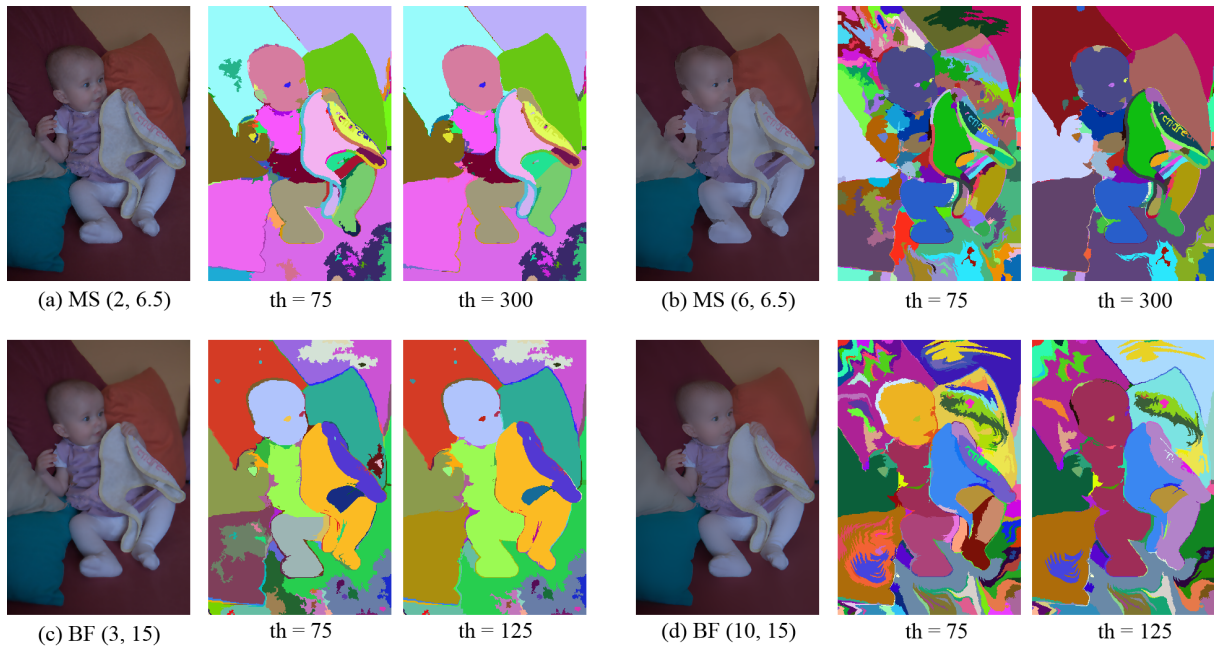 (a) MS (2, 6.5) th = 75 th = 300 (b) MS (6, 6.5) th = 75 th = 300
(c) BF (3, 15) th = 75 th = 125 (d) BF (10, 15) th = 75 th = 125